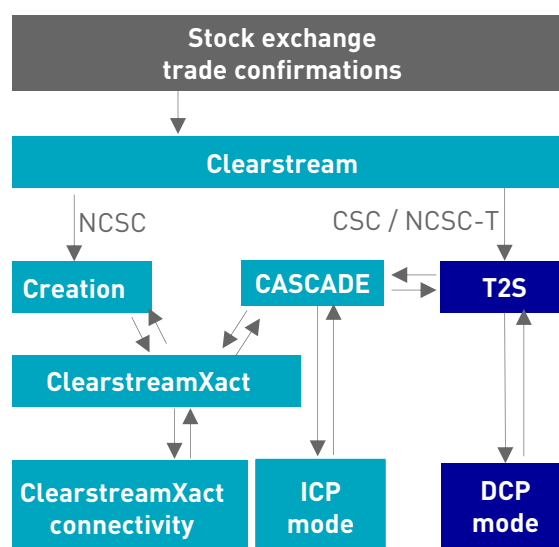 Stock exchange
trade confirmations
Clearstream
NCSC
CSC / NCSC-T
Creation
CASCADE
T2S
ClearstreamXact
ClearstreamXact
connectivity
ICP
mode
DCP
mode